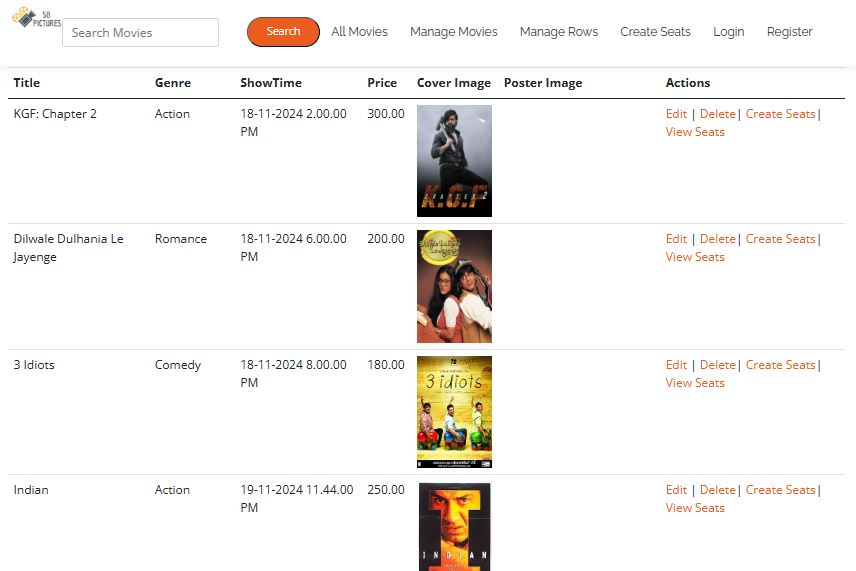 SB
PICTURES
Search Movies
Search
All Movies
Manage Movies
Manage Rows
Create Seats
Login
Register
Title Genre ShowTime Price Cover Image Poster Image Actions
KGF: Chapter 2 Action 18-11-2024 2.00.00 300.00 Edit | Delete| Create Seats|
PM View Seats
K.G.F
CHAPTER 2
Dilwale Dulhania Le Romance 18-11-2024 6.00.00 200.00 Edit | Delete| Create Seats|
Jayenge PM View Seats
3 Idiots Comedy 18-11-2024 8.00.00 180.00 Edit | Delete| Create Seats|
PM View Seats
3 idiots
Indian Action 19-11-2024 11.44.00 250.00 Edit | Delete| Create Seats|
PM View Seats
INDIAN